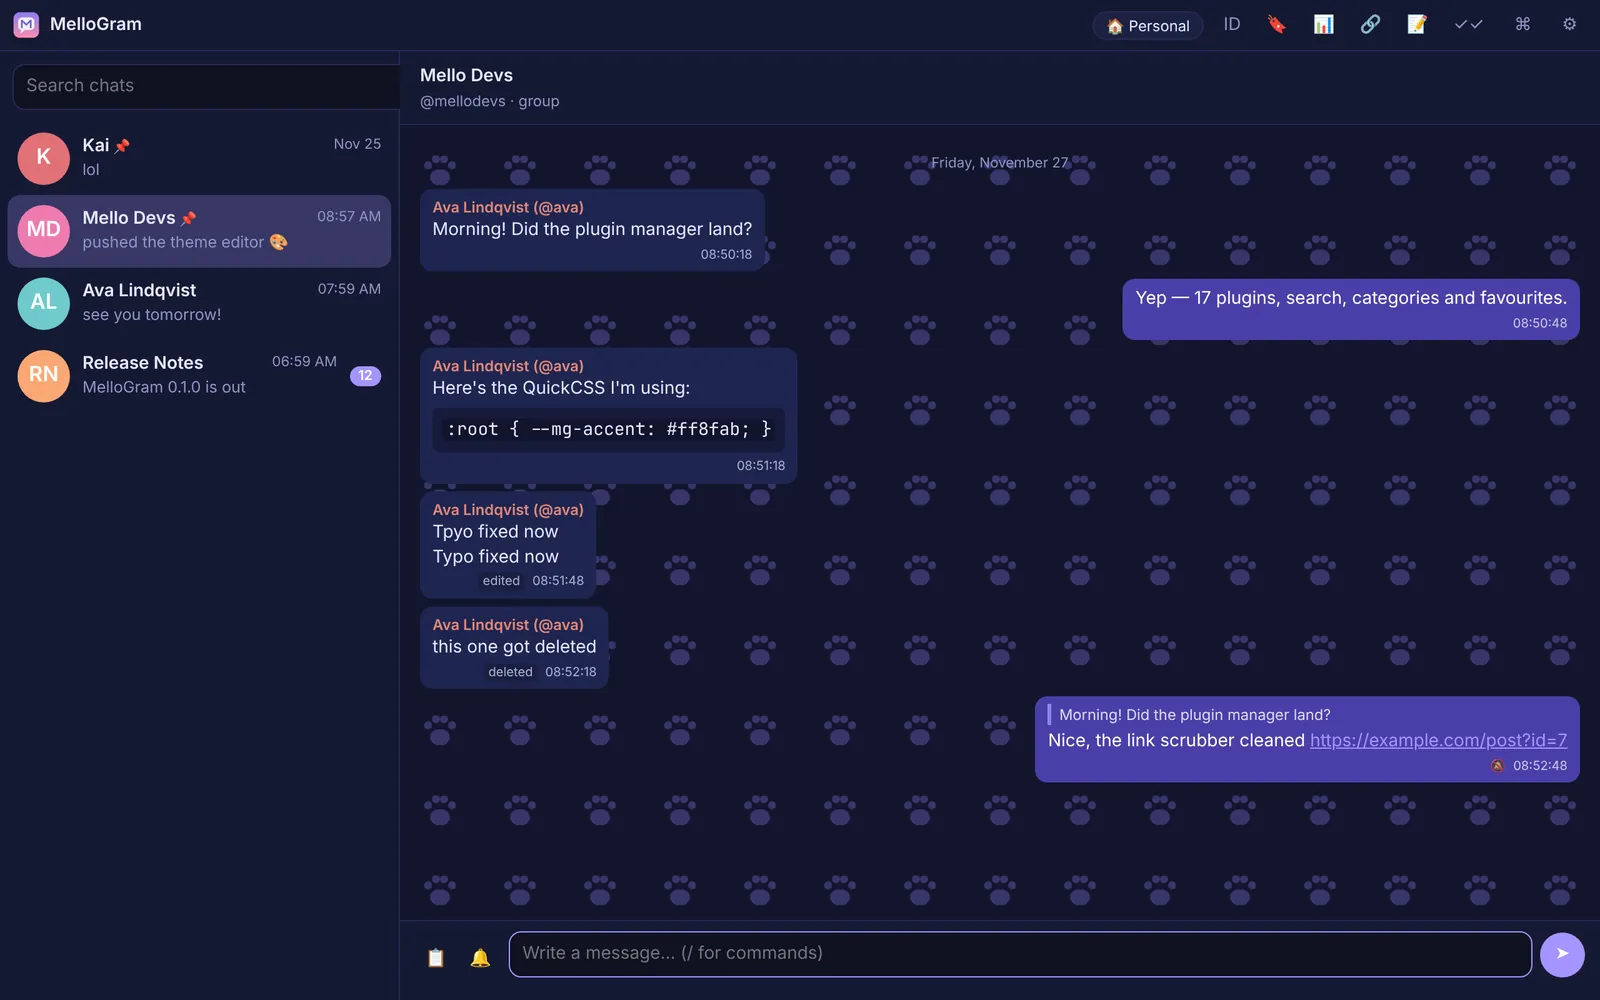 MelloGram
🏠 Personal
ID
Search chats
Kai 📌
Nov 25
lol
MD
Mello Devs 📌
08:57 AM
pushed the theme editor 🎨
AL
Ava Lindqvist
07:59 AM
see you tomorrow!
RN
Release Notes
06:59 AM
MelloGram 0.1.0 is out
12
K
Mello Devs
@mellodevs · group
Friday, November 27
Ava Lindqvist (@ava)
Morning! Did the plugin manager land?
08:50:18
Yep — 17 plugins, search, categories and favourites.
08:50:48
Ava Lindqvist (@ava)
Here's the QuickCSS I'm using:
:root { --mg-accent: #ff8fab; }
08:51:18
Ava Lindqvist (@ava)
Tpyo fixed now
Typo fixed now
edited 08:51:48
Ava Lindqvist (@ava)
this one got deleted
deleted 08:52:18
Morning! Did the plugin manager land?
Nice, the link scrubber cleaned https://example.com/post?id=7
08:52:48
Write a message... (/ for commands)